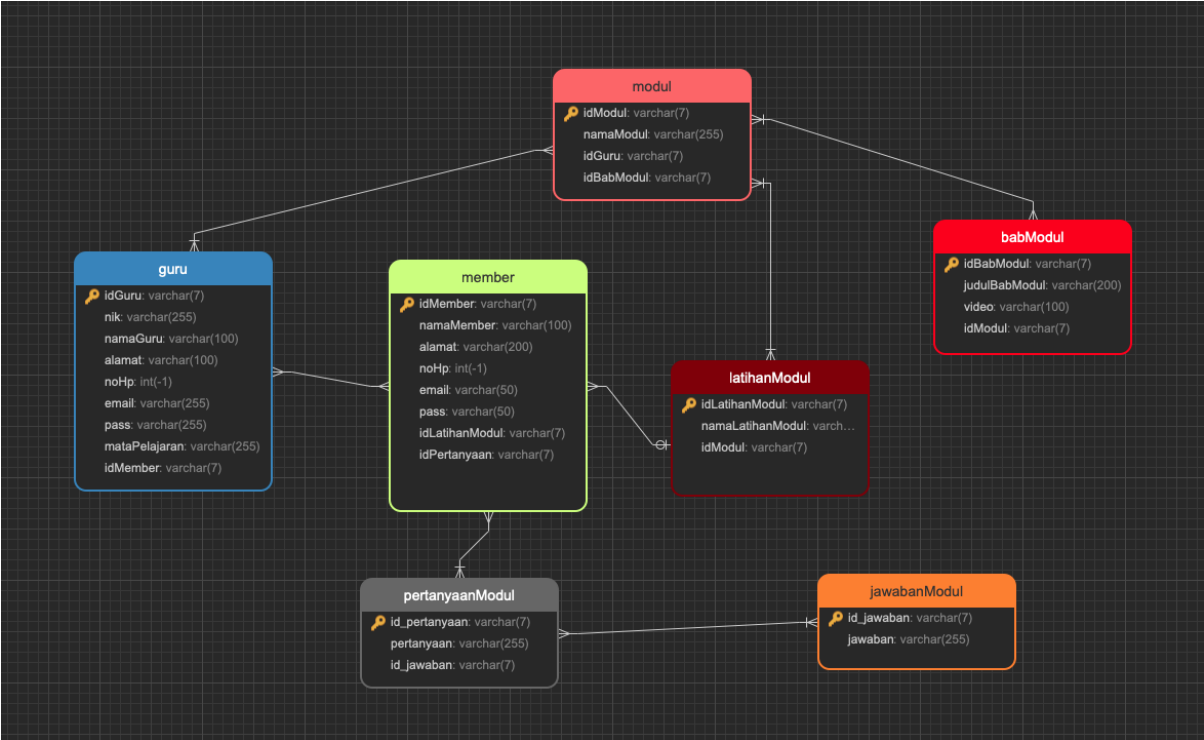 modul
idModul: varchar(7)
namaModul: varchar(255)
idGuru: varchar(7)
idBabModul: varchar(7)
babModul
idBabModul: varchar(7)
judulBabModul: varchar(200)
video: varchar(100)
idModul: varchar(7)
guru
idGuru: varchar(7)
nik: varchar(255)
namaGuru: varchar(100)
alamat: varchar(100)
noHp: int(-1)
email: varchar(255)
pass: varchar(255)
mataPelajaran: varchar(255)
idMember: varchar(7)
member
idMember: varchar(7)
namaMember: varchar(100)
alamat: varchar(200)
noHp: int(-1)
email: varchar(50)
pass: varchar(50)
idLatihanModul: varchar(7)
idPertanyaan: varchar(7)
latihanModul
idLatihanModul: varchar(7)
namaLatihanModul: varch...
idModul: varchar(7)
pertanyaanModul
id_pertanyaan: varchar(7)
pertanyaan: varchar(255)
id_jawaban: varchar(7)
jawabanModul
id_jawaban: varchar(7)
jawaban: varchar(255)